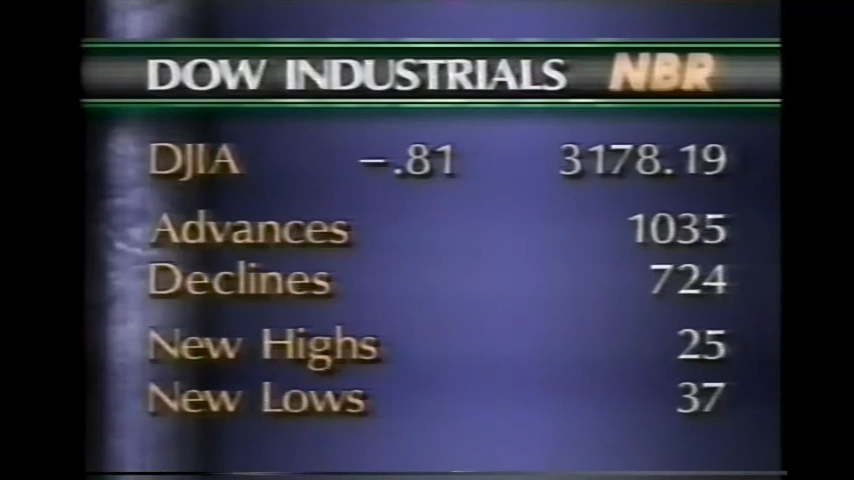 DOW INDUSTRIALS NBR
DJIA -.81 3178.19
Advances 1035
Declines 724
New Highs 25
New Lows 37